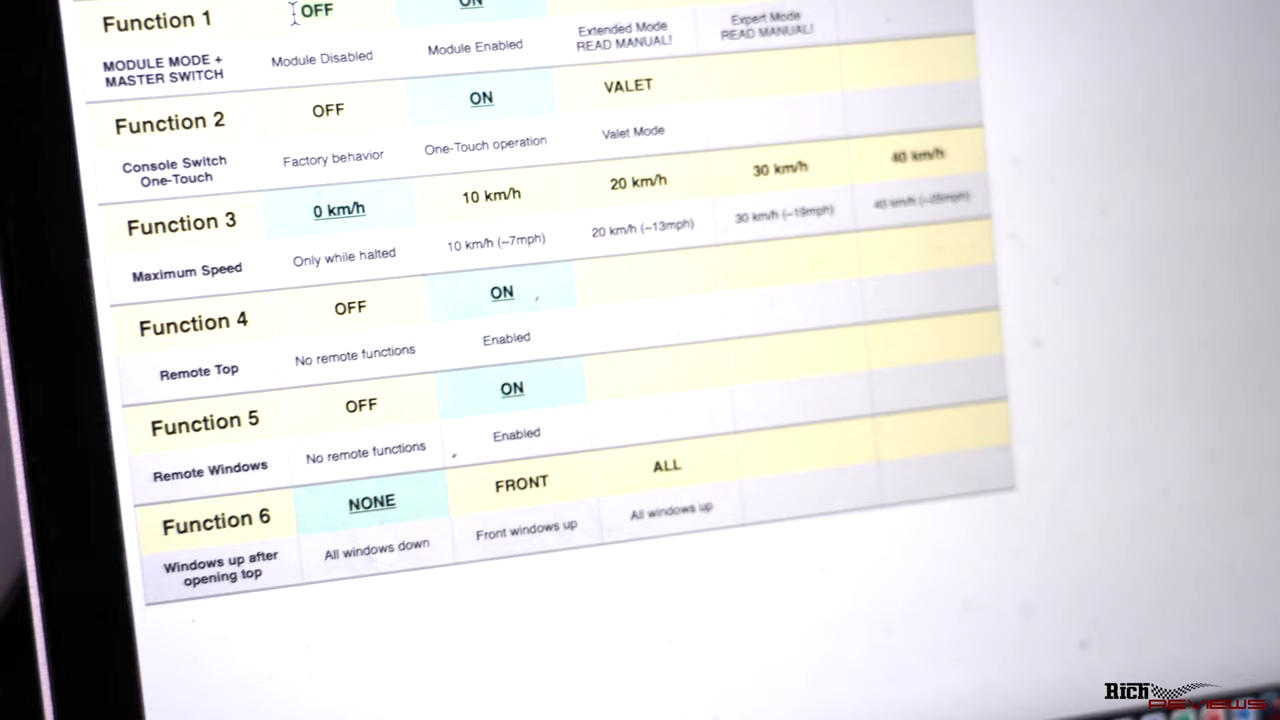 Function 1
OFF
ON
MODULE MODE +
MASTER SWITCH
Module Disabled
Module Enabled
Extended Mode
READ MANUAL!
Expert Mode
READ MANUAL!
Function 2
OFF
ON
VALET
Console Switch
One-Touch
Factory behavior
One-Touch operation
Valet Mode
Function 3
0 km/h
10 km/h
20 km/h
30 km/h
40 km/h
Maximum Speed
Only while halted
10 km/h (~7mph)
20 km/h (~13mph)
30 km/h (~19mph)
40 km/h (~25mph)
Function 4
OFF
ON
Remote Top
No remote functions
Enabled
Function 5
OFF
ON
Remote Windows
No remote functions
Enabled
Function 6
NONE
FRONT
ALL
Windows up after
opening top
All windows down
Front windows up
All windows up
Rich
REVIEWS